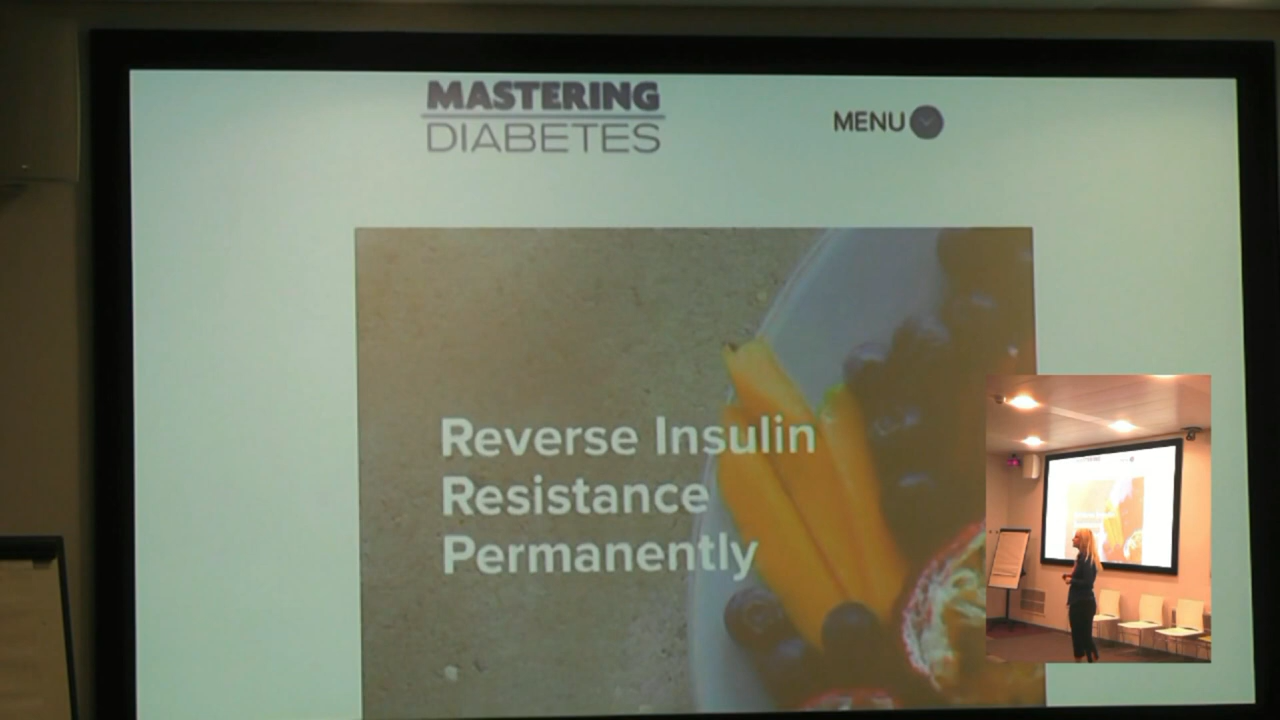 MASTERING
DIABETES
MENU
Reverse Insulin
Resistance
Permanently